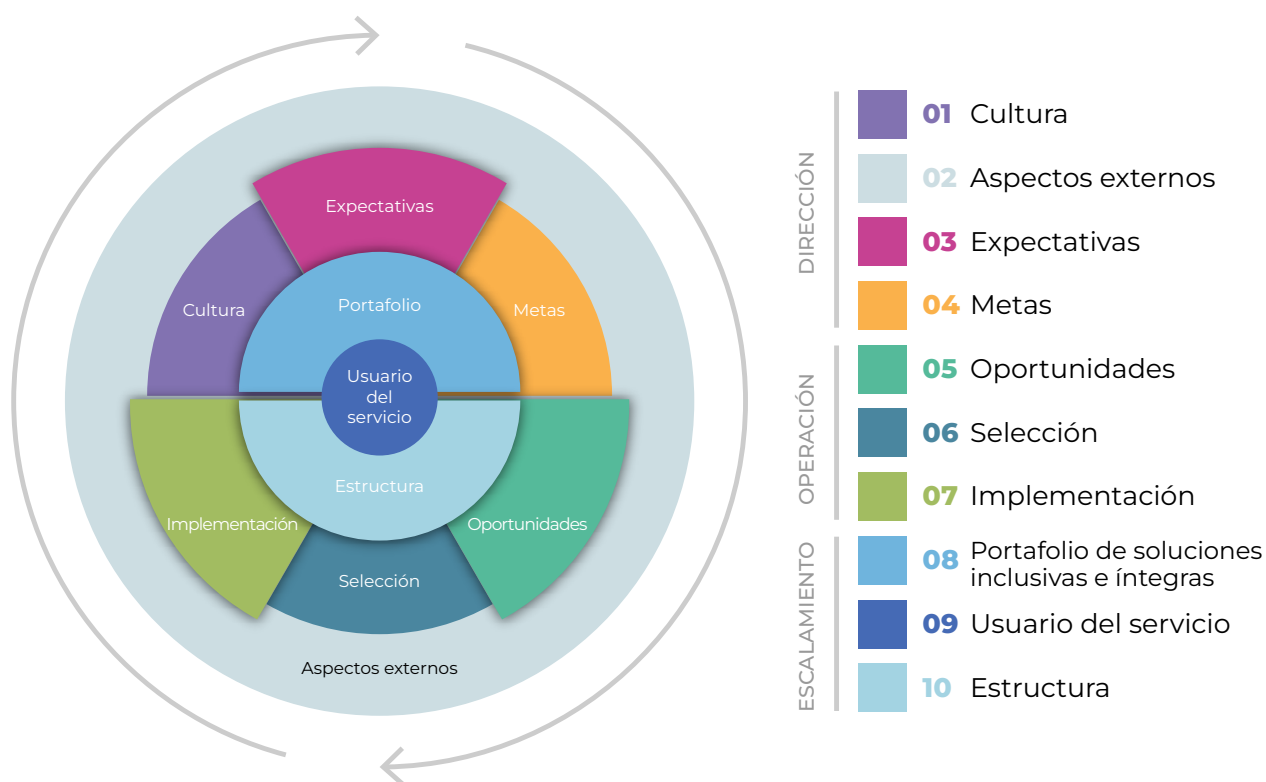 Expectativas
Cultura
Portafolio
Metas
Usuario
del
servicio
Estructura
Implementación
Oportunidades
Selección
Aspectos externos
DIRECCIÓN
01 Cultura
02 Aspectos externos
03 Expectativas
04 Metas
OPERACIÓN
05 Oportunidades
06 Selección
07 Implementación
ESCALAMIENTO
08 Portafolio de soluciones
inclusivas e íntegras
09 Usuario del servicio
10 Estructura